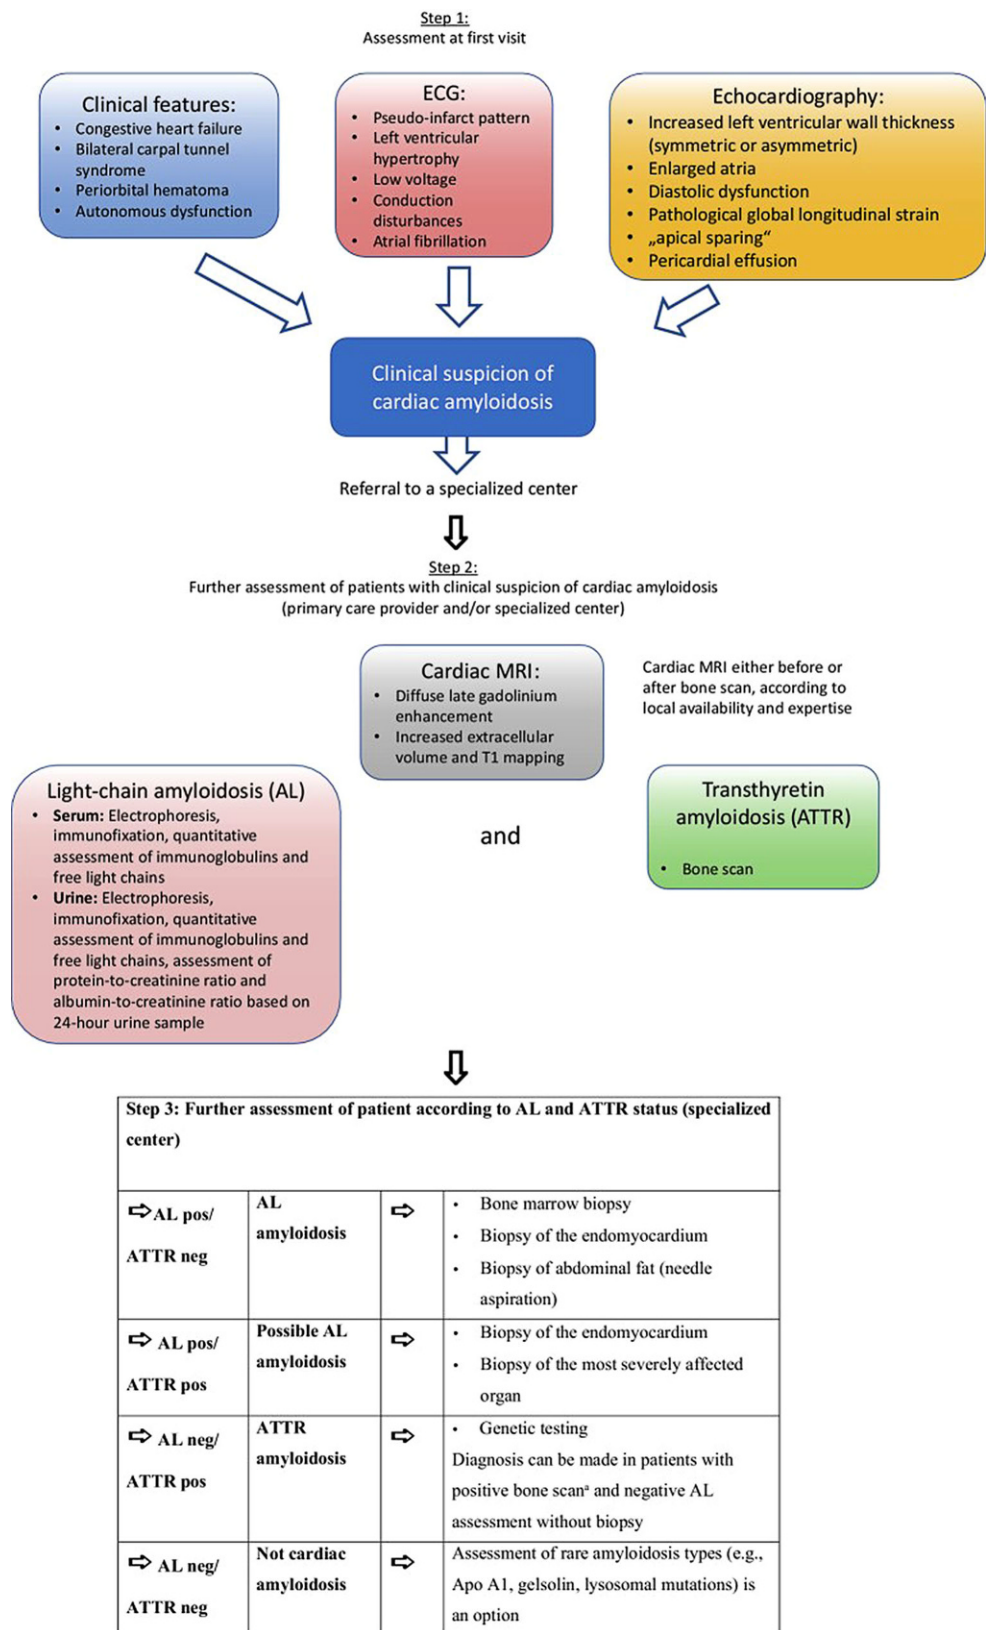 Step 1:
Assessment at first visit
Clinical features:
• Congestive heart failure
• Bilateral carpal tunnel
syndrome
• Periorbital hematoma
• Autonomous dysfunction
ECG:
• Pseudo-infarct pattern
• Left ventricular
hypertrophy
• Low voltage
• Conduction
disturbances
• Atrial fibrillation
Echocardiography:
• Increased left ventricular wall thickness
(symmetric or asymmetric)
• Enlarged atria
• Diastolic dysfunction
• Pathological global longitudinal strain
• „apical sparing“
• Pericardial effusion
Clinical suspicion of
cardiac amyloidosis
Referral to a specialized center
Step 2:
Further assessment of patients with clinical suspicion of cardiac amyloidosis
(primary care provider and/or specialized center)
Cardiac MRI:
• Diffuse late gadolinium
enhancement
• Increased extracellular
volume and T1 mapping
Cardiac MRI either before or
after bone scan, according to
local availability and expertise
Light-chain amyloidosis (AL)
• Serum: Electrophoresis,
immunofixation, quantitative
assessment of immunoglobulins and
free light chains
• Urine: Electrophoresis,
immunofixation, quantitative
assessment of immunoglobulins and
free light chains, assessment of
protein-to-creatinine ratio and
albumin-to-creatinine ratio based on
24-hour urine sample
and
Transthyretin
amyloidosis (ATTR)
• Bone scan
Step 3: Further assessment of patient according to AL and ATTR status (specialized
center)
⇨ AL pos/
ATTR neg
AL
amyloidosis
⇨
• Bone marrow biopsy
• Biopsy of the endomyocardium
• Biopsy of abdominal fat (needle
aspiration)
⇨ AL pos/
ATTR pos
Possible AL
amyloidosis
⇨
• Biopsy of the endomyocardium
• Biopsy of the most severely affected
organ
⇨ AL neg/
ATTR pos
ATTR
amyloidosis
⇨
• Genetic testing
Diagnosis can be made in patients with
positive bone scanᵃ and negative AL
assessment without biopsy
⇨ AL neg/
ATTR neg
Not cardiac
amyloidosis
⇨
Assessment of rare amyloidosis types (e.g.,
Apo A1, gelsolin, lysosomal mutations) is
an option